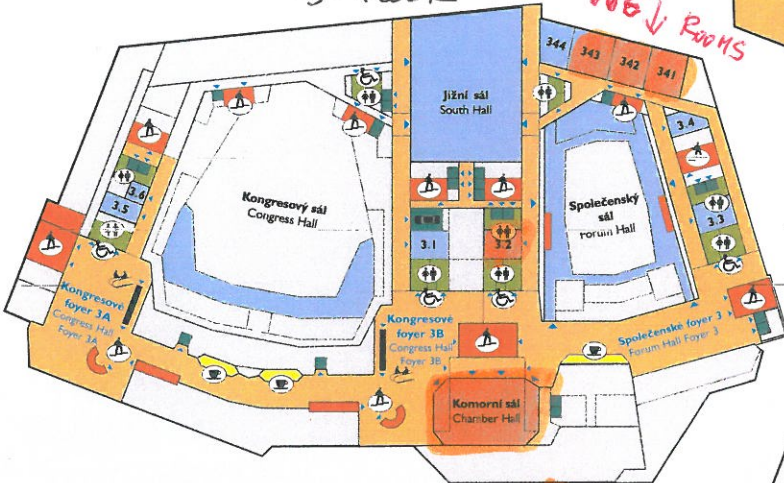 ROOMS
344
343
342
341
Jižní sál
South Hall
3.4
Kongresový sál
Congress Hall
Společenský
sál
Forum Hall
3.6
3.5
3.1
3.2
3.3
Kongresové
foyer 3A
Congress Hall
Foyer 3A
Kongresové
foyer 3B
Congress Hall
Foyer 3B
Společenské foyer 3
Forum Hall Foyer 3
Komorní sál
Chamber Hall